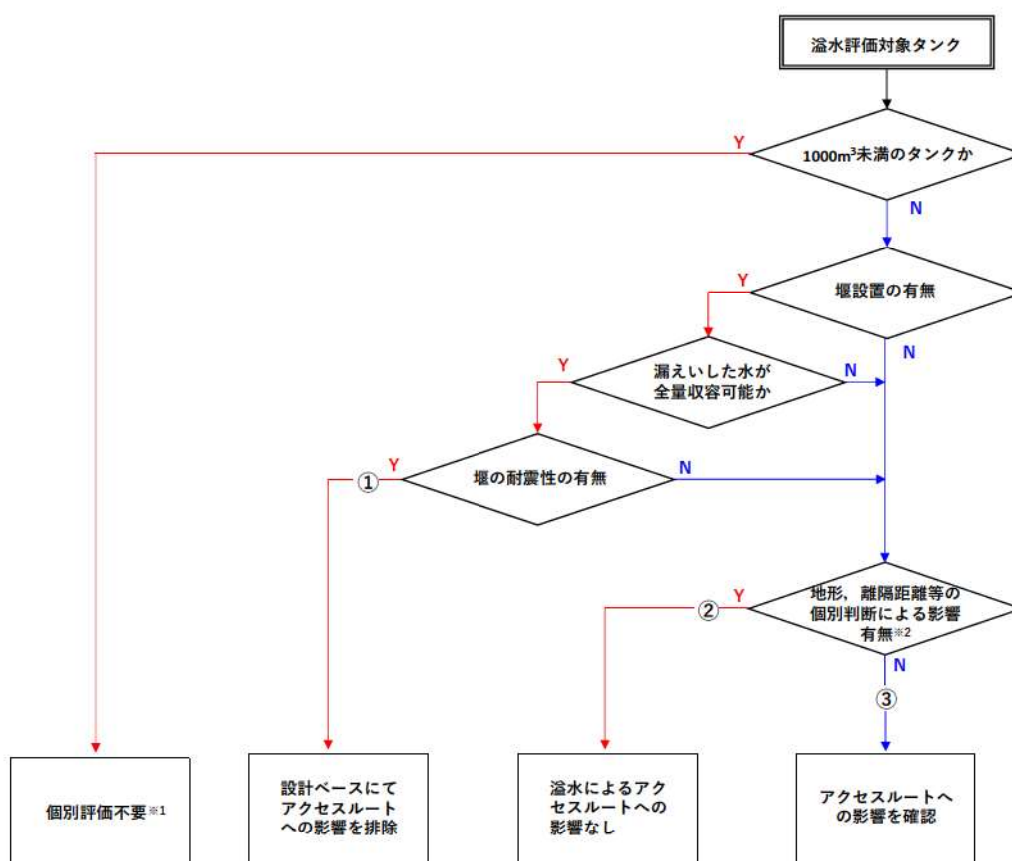 溢水評価対象タンク
Y
1000m³未満のタンクか
N
Y
堰設置の有無
N
Y
漏えいした水が
全量収容可能か
N
Y
①
堰の耐震性の有無
N
Y
②
地形，離隔距離等の
個別判断による影響
有無※2
N
③
個別評価不要※1
設計ベースにて
アクセスルート
への影響を排除
溢水によるアク
セスルートへの
影響なし
アクセスルートへ
の影響を確認